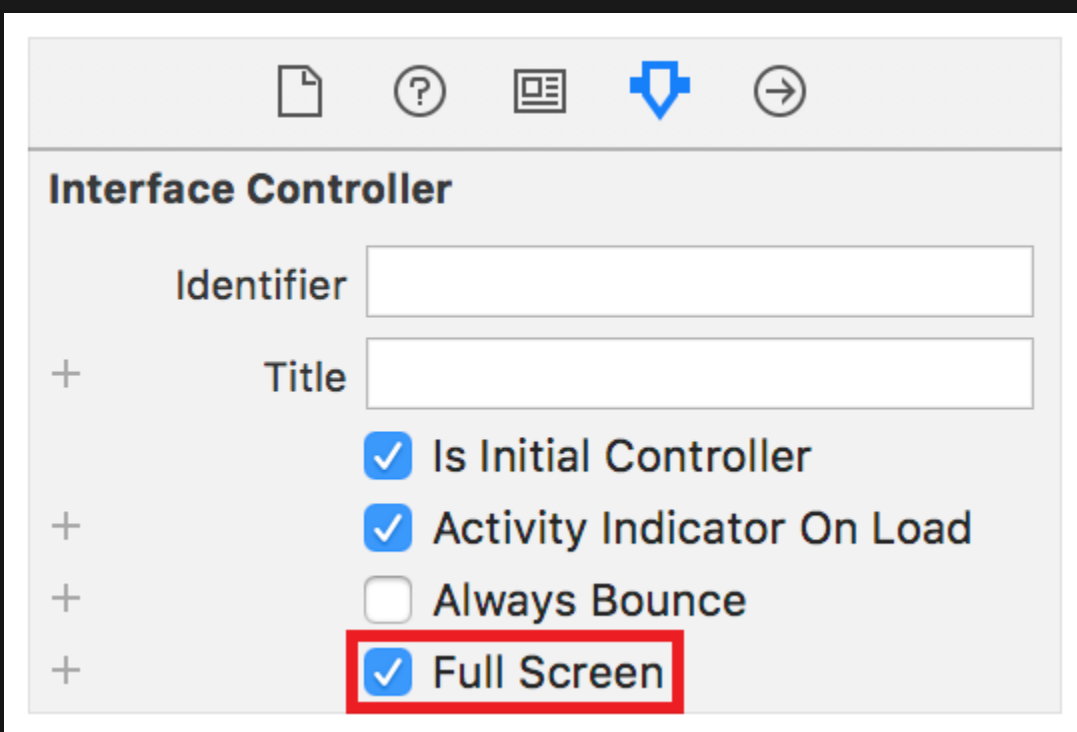 Interface Controller
Identifier
Title
Is Initial Controller
Activity Indicator On Load
Always Bounce
Full Screen